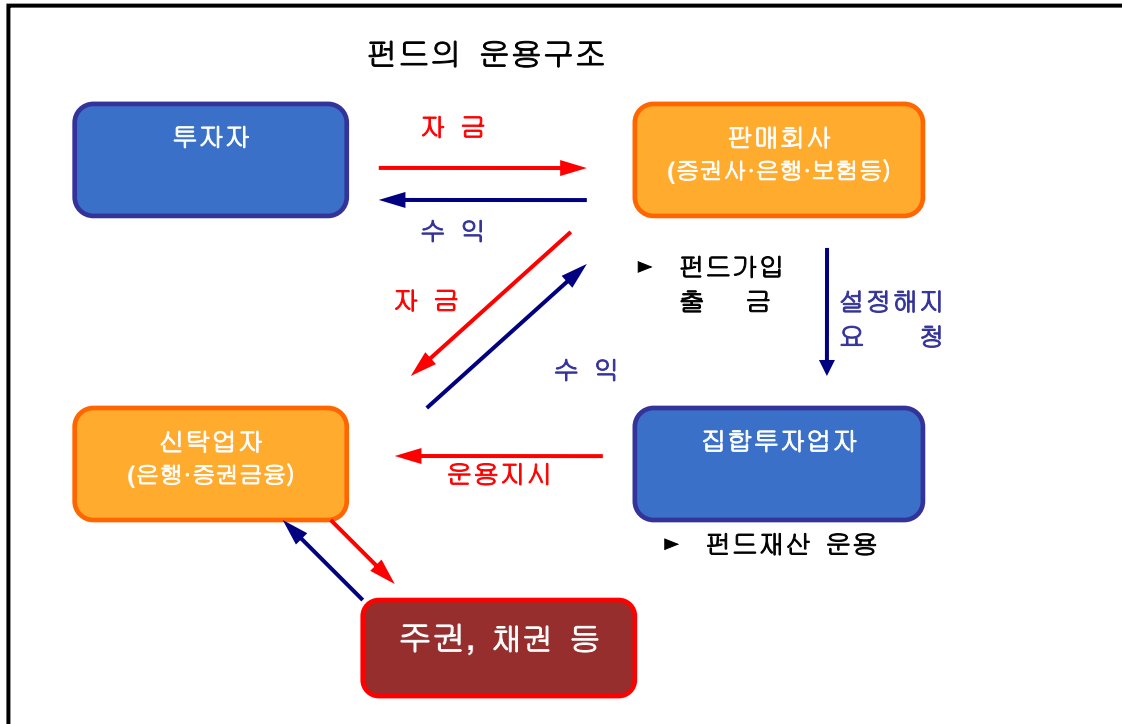 펀드의 운용구조
투자자
자 금
판매회사
(증권사·은행·보험등)
수 익
► 펀드가입
출 금
설정해지
요 청
자 금
수 익
신탁업자
(은행·증권금융)
운용지시
집합투자업자
► 펀드재산 운용
주권, 채권 등